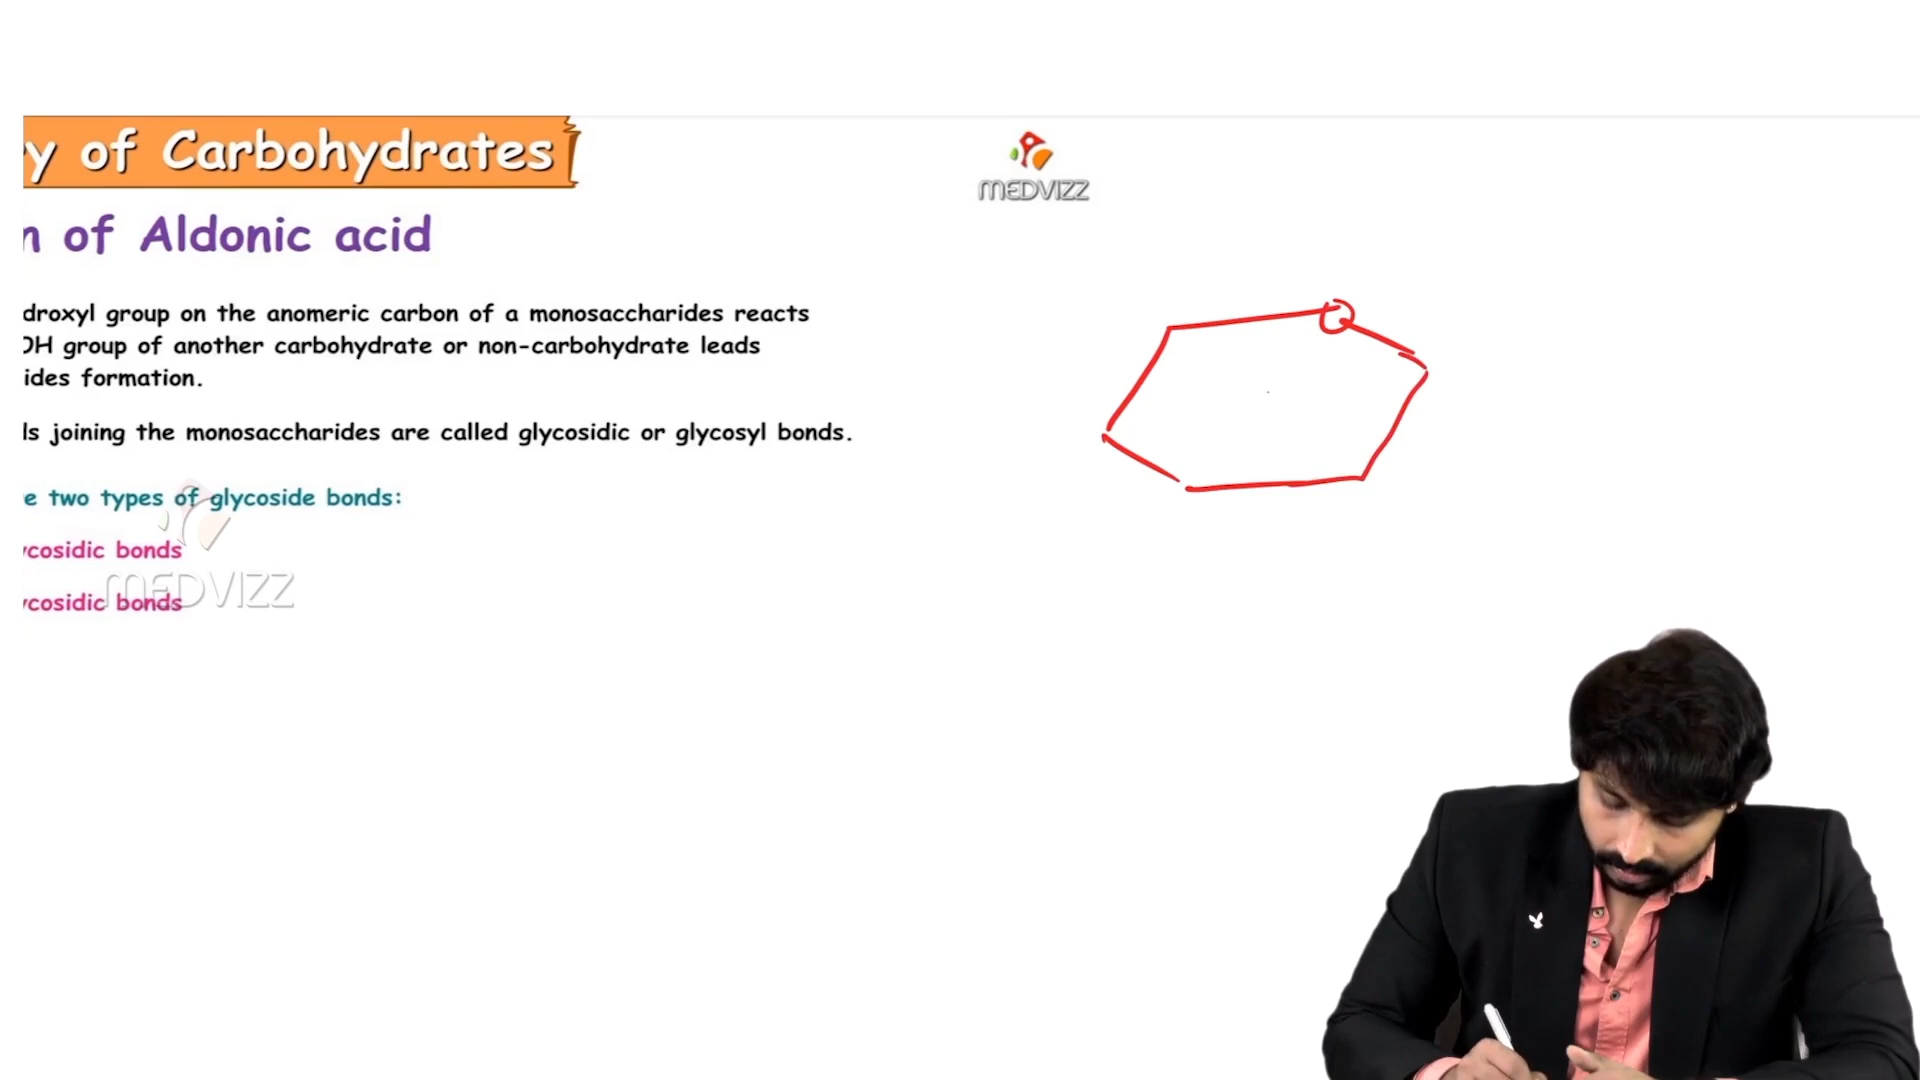 y of Carbohydrates
MEDVIZZ
n of Aldonic acid
droxyl group on the anomeric carbon of a monosaccharides reacts
OH group of another carbohydrate or non-carbohydrate leads
ides formation.
ls joining the monosaccharides are called glycosidic or glycosyl bonds.
e two types of glycoside bonds:
ycosidic bonds
MEDVIZZ
ycosidic bonds